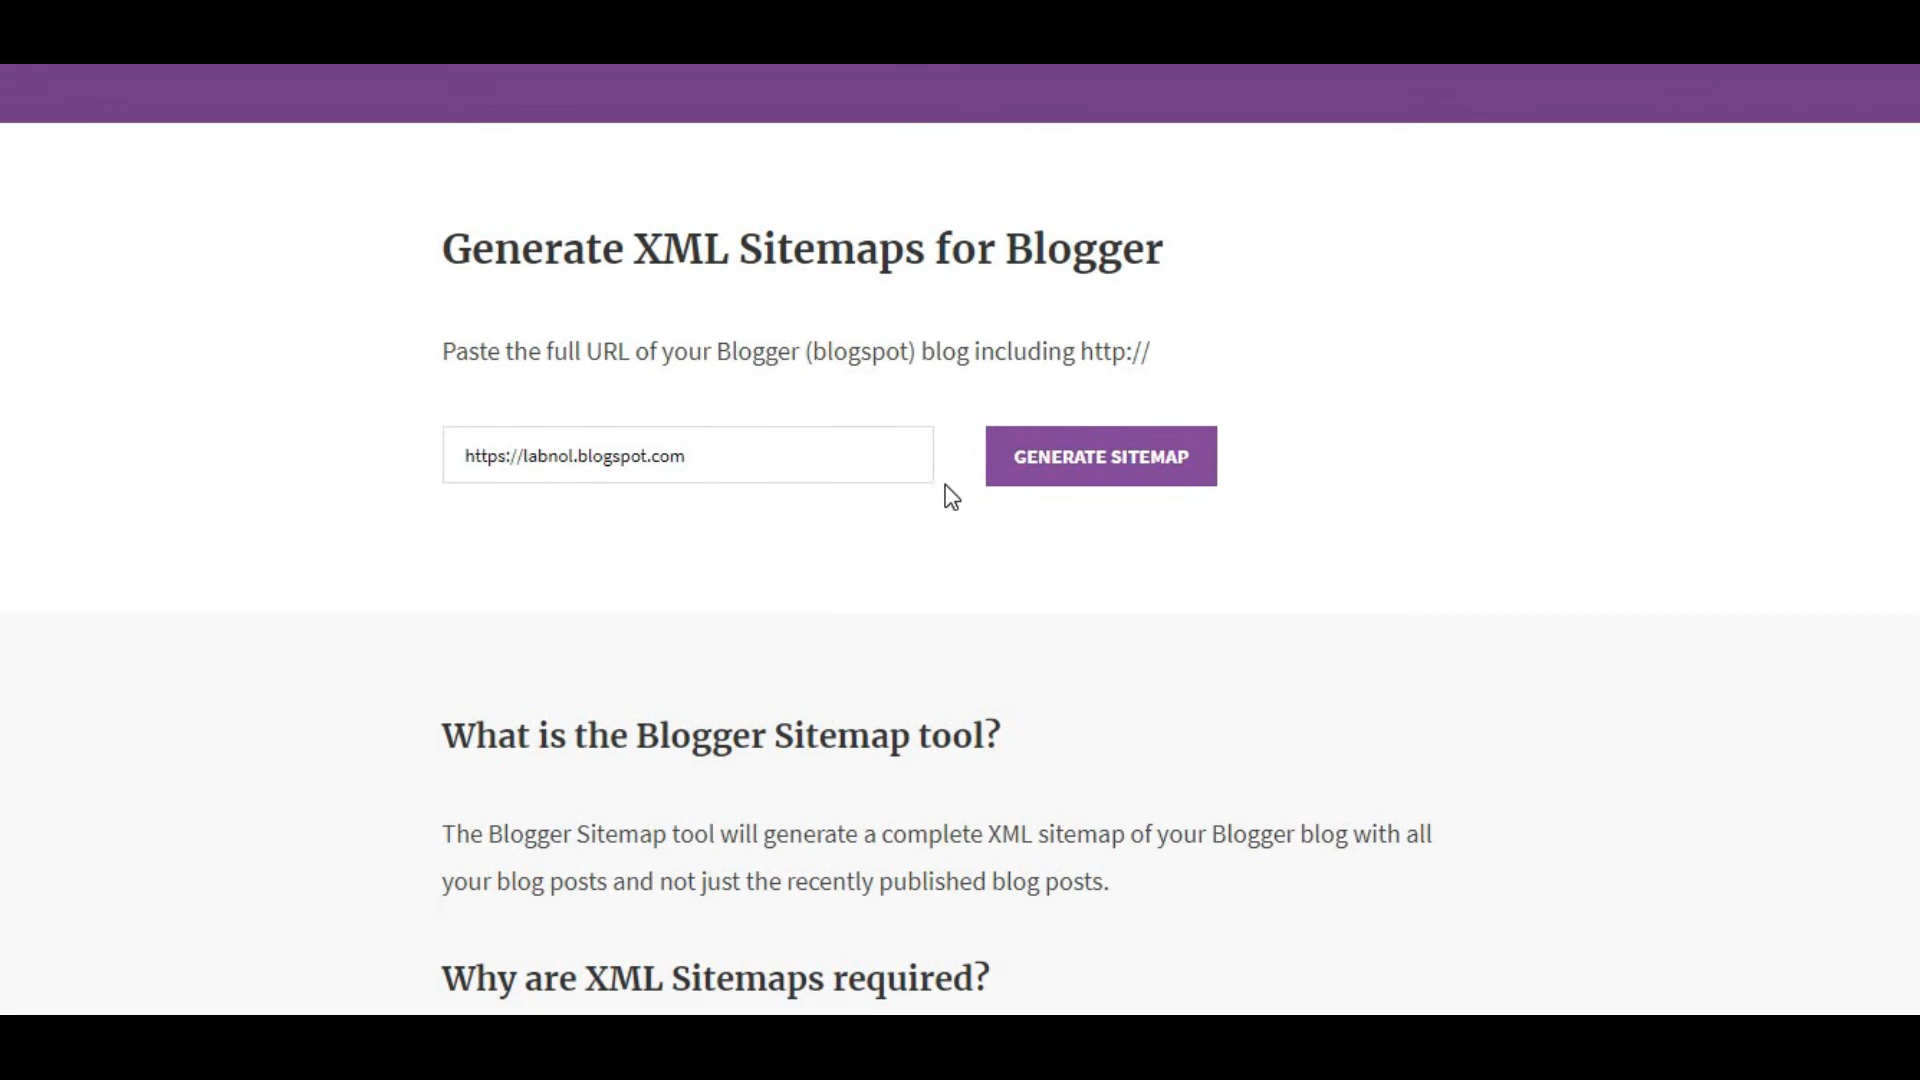 Generate XML Sitemaps for Blogger
Paste the full URL of your Blogger (blogspot) blog including http://
https://labnol.blogspot.com
GENERATE SITEMAP
What is the Blogger Sitemap tool?
The Blogger Sitemap tool will generate a complete XML sitemap of your Blogger blog with all
your blog posts and not just the recently published blog posts.
Why are XML Sitemaps required?